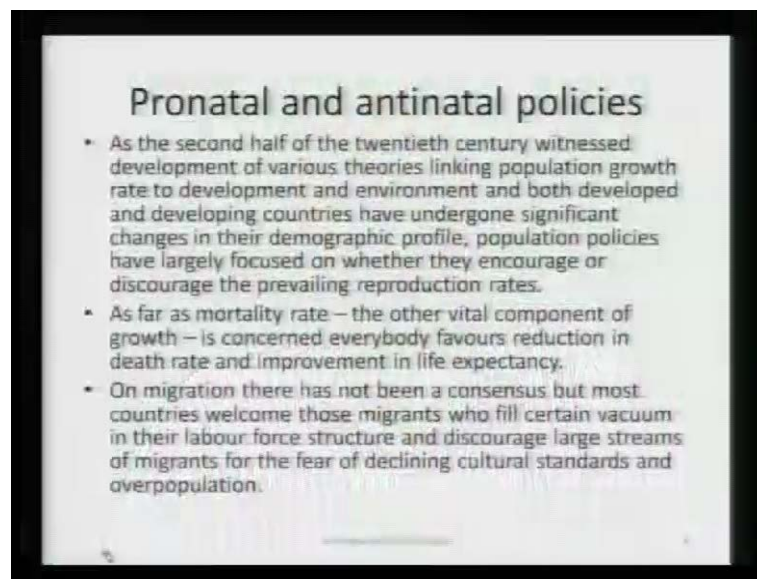 Pronatal and antinatal policies
• As the second half of the twentieth century witnessed
development of various theories linking population growth
rate to development and environment and both developed
and developing countries have undergone significant
changes in their demographic profile, population policies
have largely focused on whether they encourage or
discourage the prevailing reproduction rates.
• As far as mortality rate – the other vital component of
growth – is concerned everybody favours reduction in
death rate and improvement in life expectancy.
• On migration there has not been a consensus but most
countries welcome those migrants who fill certain vacuum
in their labour force structure and discourage large streams
of migrants for the fear of declining cultural standards and
overpopulation.